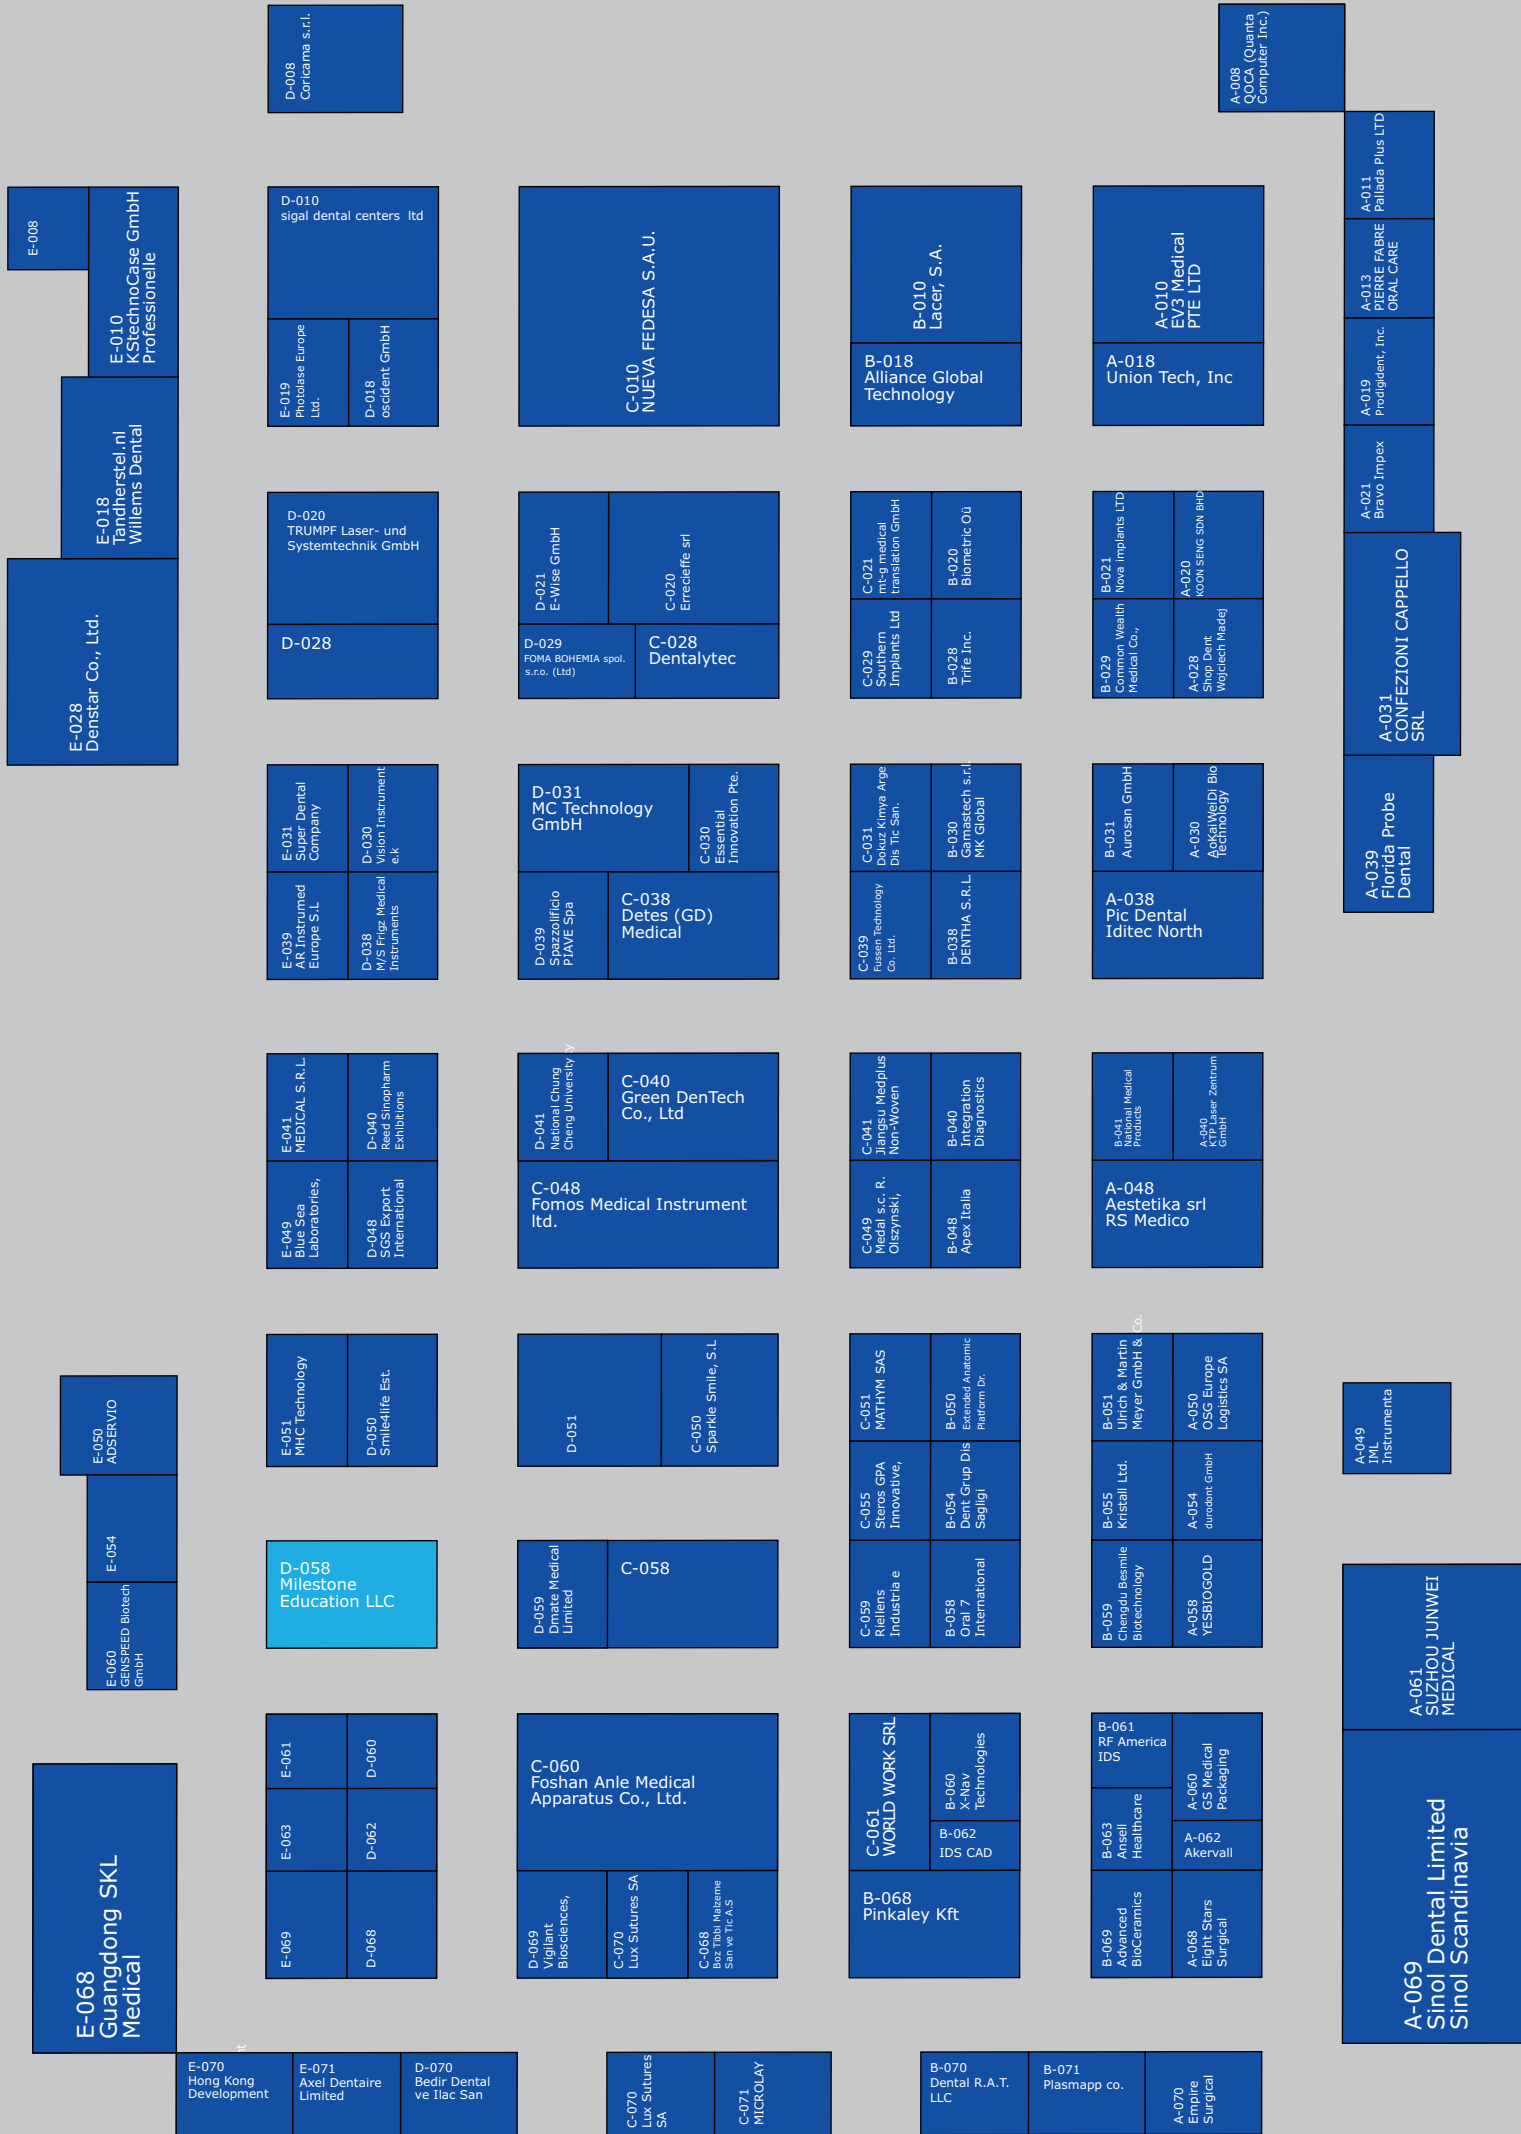 D-008
Coricama s.r.l.
A-008
QOCA (Quanta
Computer Inc.)
A-011
Pallada Plus LTD
E-008
E-010
KStechnoCase GmbH
Professionelle
D-010
sigal dental centers ltd
C-010
NUEVA FEDESA S.A.U.
B-010
Lacer, S.A.
A-010
EV3 Medical
PTE LTD
A-013
PIERRE FABRE
ORAL CARE
E-019
Photolase Europe
Ltd.
D-018
oscident GmbH
B-018
Alliance Global
Technology
A-018
Union Tech, Inc
A-019
Prodigident, Inc.
E-018
Tandherstel.nl
Willems Dental
A-021
Bravo Impex
D-020
TRUMPF Laser- und
Systemtechnik GmbH
D-021
E-Wise GmbH
C-020
Errecieffe srl
C-021
mt-g medical
translation GmbH
B-020
Biometric Oü
B-021
Nova implants LTD
A-020
KOON SENG SDN BHD
E-028
Denstar Co., Ltd.
D-028
D-029
FOMA BOHEMIA spol.
s.r.o. (Ltd)
C-028
Dentalytec
C-029
Southern
Implants Ltd
B-028
Trife Inc.
B-029
Common Wealth
Medical Co.,
A-028
Shop Dent
Wojciech Madej
A-031
CONFEZIONI CAPPELLO
SRL
E-031
Super Dental
Company
D-030
Vision Instrument
e.k
D-031
MC Technology
GmbH
C-030
Essential
Innovation Pte.
C-031
Dokuz Kimya Arge
Dis Tic San.
B-030
Gamastech s.r.l.
MK Global
B-031
Aurosan GmbH
A-030
AoKaiWeiDi Bio
Technology
A-039
Florida Probe
Dental
E-039
AR Instrumed
Europe S.L
D-038
M/S Frigz Medical
Instruments
D-039
Spazzolificio
PIAVE Spa
C-038
Detes (GD)
Medical
C-039
Fussen Technology
Co. Ltd.
B-038
DENTHA S.R.L.
A-038
Pic Dental
Iditec North
E-041
MEDICAL S.R.L.
D-040
Reed Sinopharm
Exhibitions
D-041
National Chung
Cheng University y
C-040
Green DenTech
Co., Ltd
C-041
Jiangsu Medplus
Non-Woven
B-040
Integration
Diagnostics
B-041
National Medical
Products
A-040
KTP Laser Zentrum
GmbH
E-049
Blue Sea
Laboratories,
D-048
SGS Export
International
C-048
Fomos Medical Instrument
ltd.
C-049
Medal s.c. R.
Olszynski,
B-048
Apex Italia
A-048
Aestetika srl
RS Medico
E-050
ADSERVIO
E-051
MHC Technology
D-050
Smile4life Est.
D-051
C-050
Sparkle Smile, S.L
C-051
MATHYM SAS
B-050
Extended Anatomic
Platform Dr.
B-051
Ulrich & Martin
Meyer GmbH & Co.
A-050
OSG Europe
Logistics SA
A-049
IML
Instrumenta
E-054
C-055
Steros GPA
Innovative,
B-054
Dent Grup Dis
Sagligi
B-055
Kristall Ltd.
A-054
durodont GmbH
E-060
GENSPEED Biotech
GmbH
D-058
Milestone
Education LLC
D-059
Dmate Medical
Limited
C-058
C-059
Riellens
Industria e
B-058
Oral 7
International
B-059
Chengdu Besmile
Biotechnology
A-058
YESBIOGOLD
A-061
SUZHOU JUNWEI
MEDICAL
E-068
Guangdong SKL
Medical
E-061
D-060
C-060
Foshan Anle Medical
Apparatus Co., Ltd.
C-061
WORLD WORK SRL
B-060
X-Nav
Technologies
B-061
RF America
IDS
A-060
GS Medical
Packaging
E-063
D-062
B-062
IDS CAD
B-063
Ansell
Healthcare
A-062
Akervall
A-069
Sinol Dental Limited
Sinol Scandinavia
E-069
D-068
D-069
Vigilant
Biosciences,
C-070
Lux Sutures SA
C-068
Boz Tibbi Malzeme
San ve Tic A.S
B-068
Pinkaley Kft
B-069
Advanced
BioCeramics
A-068
Eight Stars
Surgical
E-070
Hong Kong
Development
E-071
Axel Dentaire
Limited
D-070
Bedir Dental
ve Ilac San
C-070
Lux Sutures
SA
C-071
MICROLAY
B-070
Dental R.A.T.
LLC
B-071
Plasmapp co.
A-070
Empire
Surgical